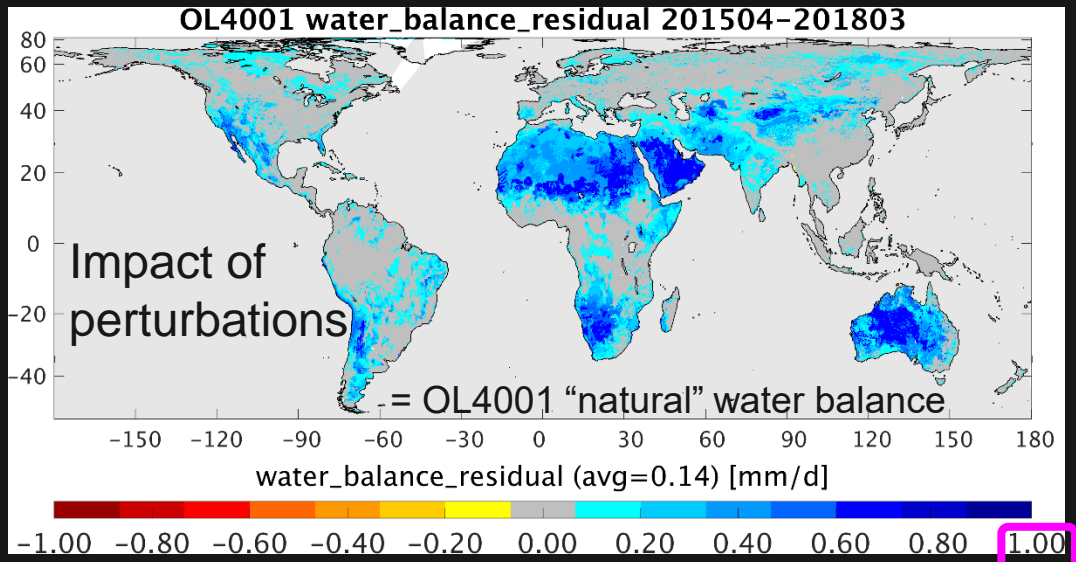 OL4001 water_balance_residual 201504-201803
80
60
40
20
0
-20
-40
Impact of
perturbations
= OL4001 “natural” water balance
-150 -120 -90 -60 -30 0 30 60 90 120 150 180
water_balance_residual (avg=0.14) [mm/d]
-1.00 -0.80 -0.60 -0.40 -0.20 0.00 0.20 0.40 0.60 0.80 1.00